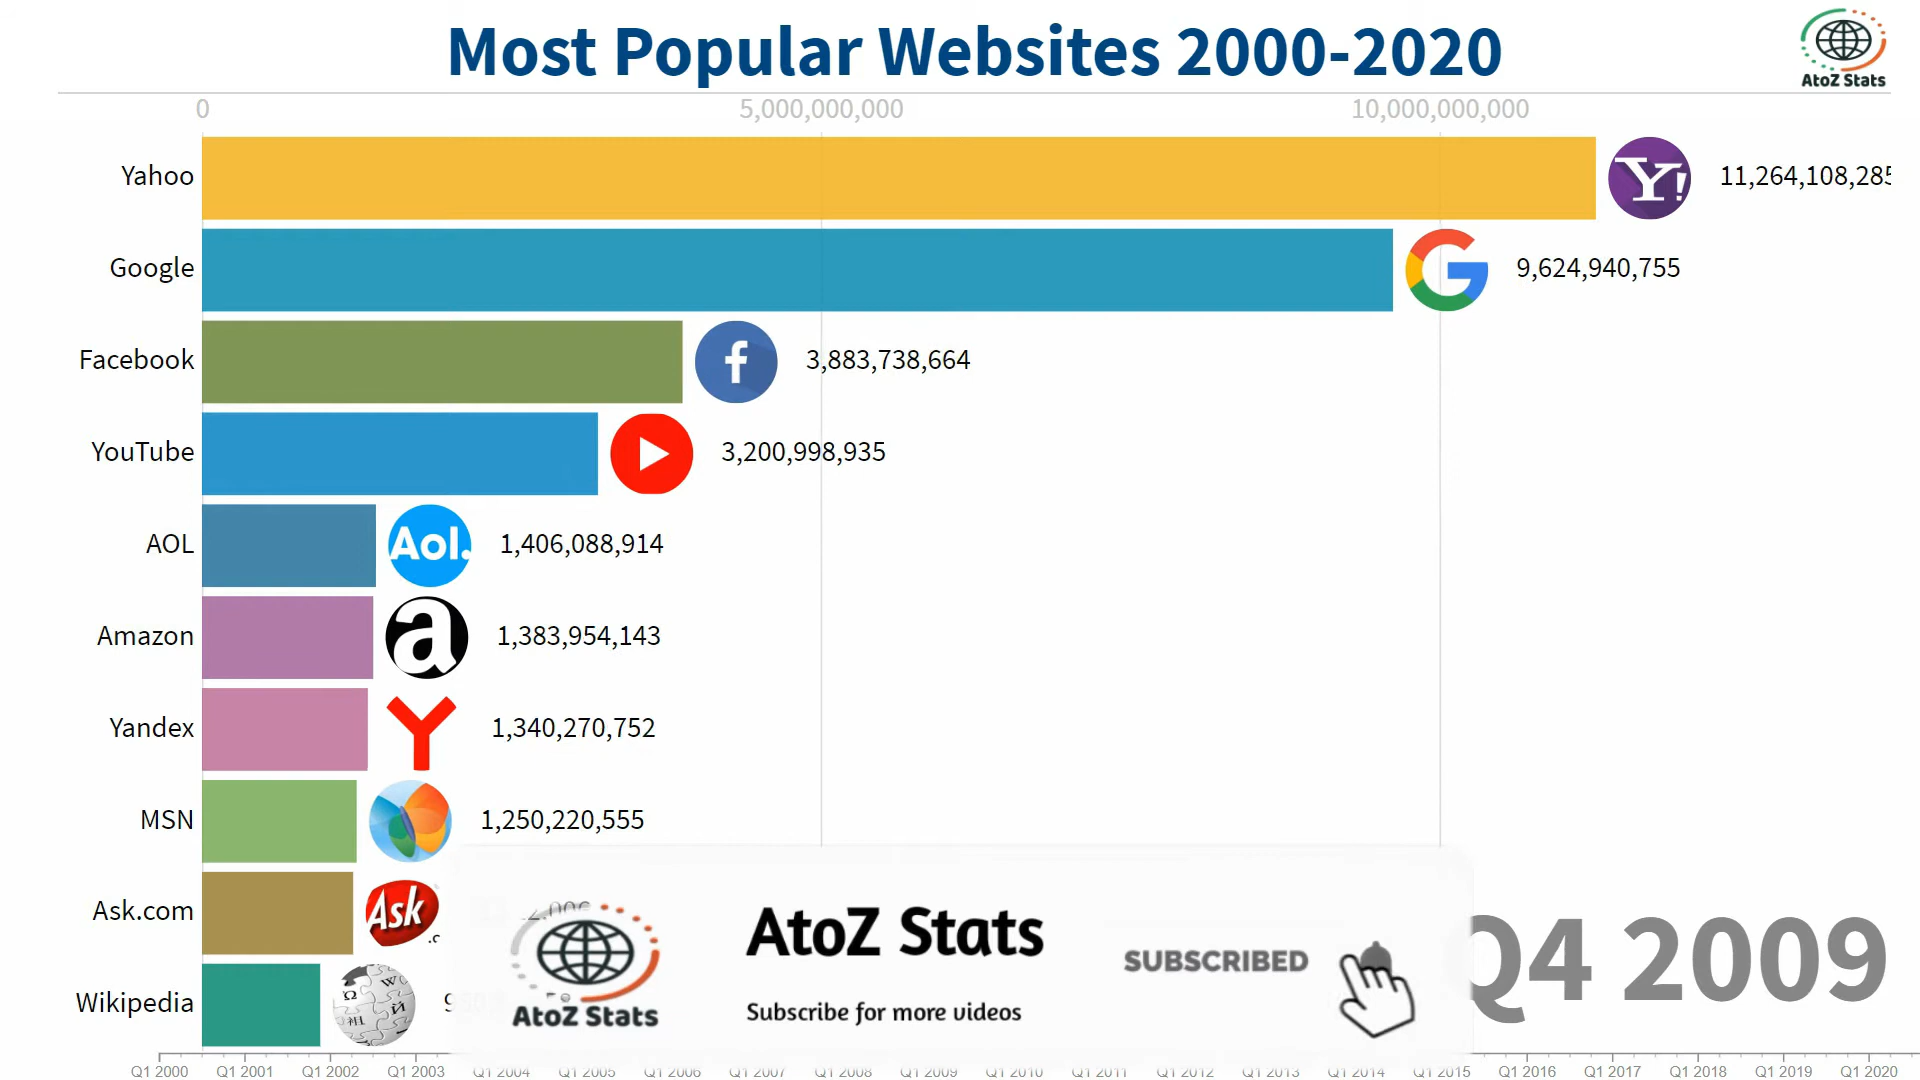 Most Popular Websites 2000-2020
AtoZ Stats
0 5,000,000,000 10,000,000,000
Yahoo Y! 11,264,108,285
Google G 9,624,940,755
Facebook f 3,883,738,664
YouTube 3,200,998,935
AOL Aol. 1,406,088,914
Amazon a 1,383,954,143
Yandex Y 1,340,270,752
MSN 1,250,220,555
Ask.com Ask .c
Wikipedia Ω W И
AtoZ Stats
AtoZ Stats
Subscribe for more videos
SUBSCRIBED
Q4 2009
Q1 2000 Q1 2001 Q1 2002 Q1 2003 Q1 2004 Q1 2005 Q1 2006 Q1 2007 Q1 2008 Q1 2009 Q1 2010 Q1 2011 Q1 2012 Q1 2013 Q1 2014 Q1 2015 Q1 2016 Q1 2017 Q1 2018 Q1 2019 Q1 2020